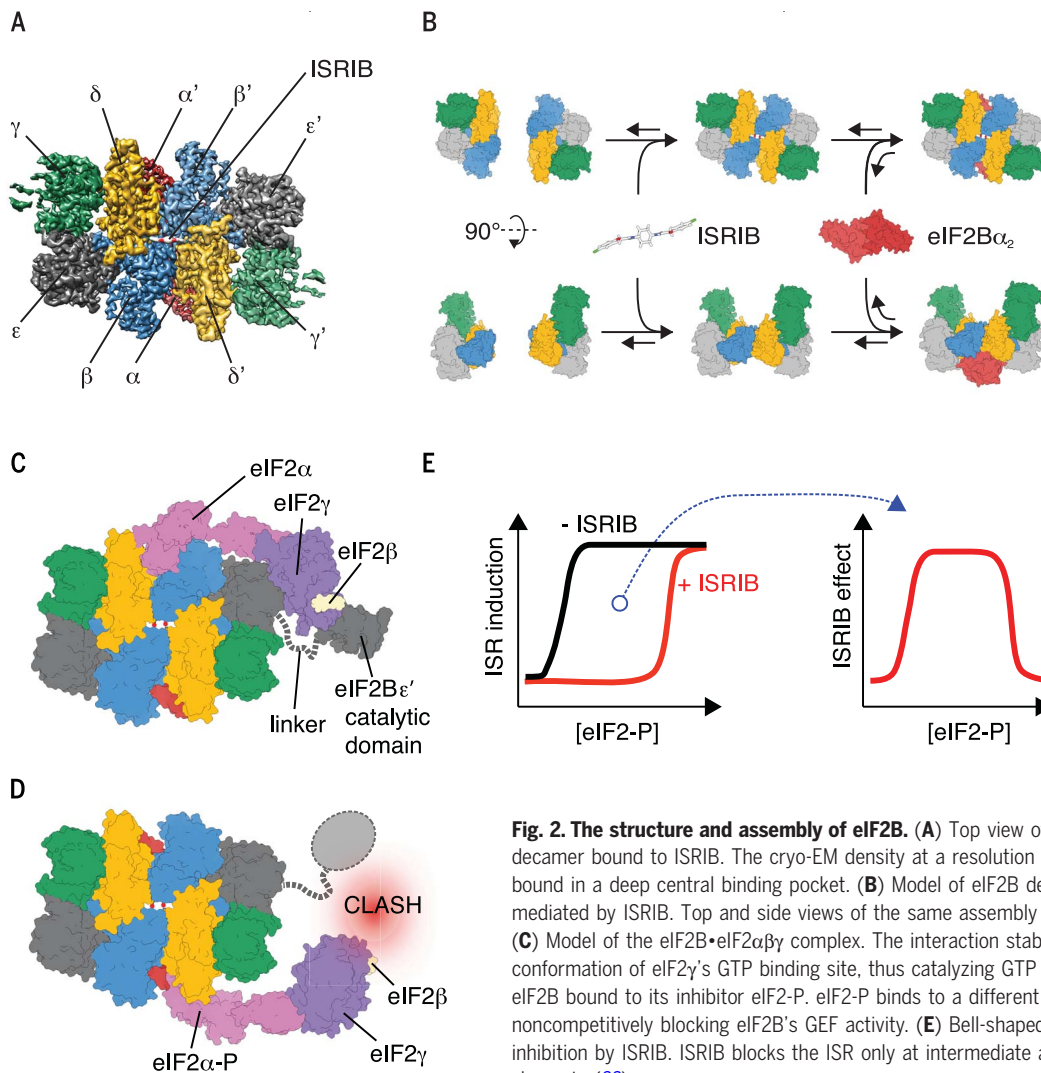 A
ISRIB
δ
α'
β'
γ
ε'
ε
β
α
δ'
γ'
B
90°
ISRIB
eIF2Bα₂
C
eIF2α
eIF2γ
eIF2β
linker
eIF2Bε'
catalytic
domain
D
CLASH
eIF2β
eIF2α-P
eIF2γ
E
- ISRIB
+ ISRIB
ISR induction
[eIF2-P]
ISRIB effect
[eIF2-P]
Fig. 2. The structure and assembly of eIF2B. (A) Top view o
decamer bound to ISRIB. The cryo-EM density at a resolution
bound in a deep central binding pocket. (B) Model of eIF2B de
mediated by ISRIB. Top and side views of the same assembly
(C) Model of the eIF2B•eIF2αβγ complex. The interaction stab
conformation of eIF2γ's GTP binding site, thus catalyzing GTP
eIF2B bound to its inhibitor eIF2-P. eIF2-P binds to a different
noncompetitively blocking eIF2B's GEF activity. (E) Bell-shaped
inhibition by ISRIB. ISRIB blocks the ISR only at intermediate a